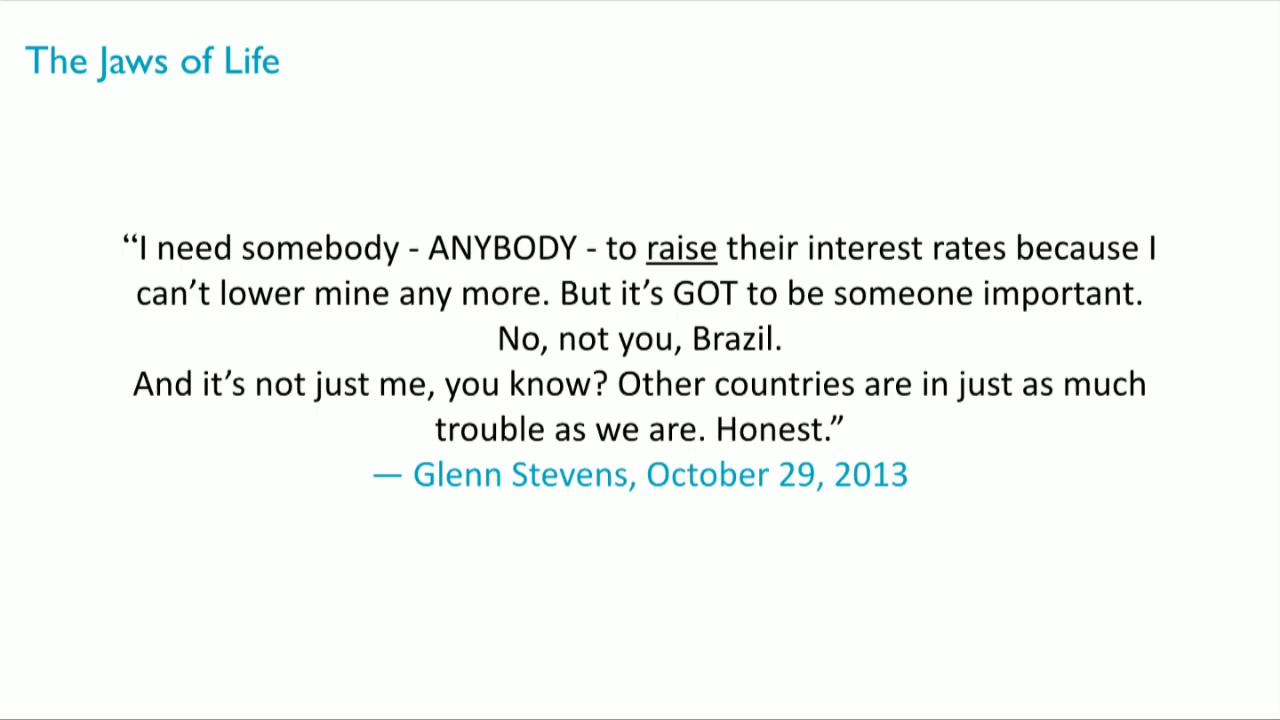 The Jaws of Life
“I need somebody - ANYBODY - to raise their interest rates because I
can’t lower mine any more. But it’s GOT to be someone important.
No, not you, Brazil.
And it’s not just me, you know? Other countries are in just as much
trouble as we are. Honest.”
— Glenn Stevens, October 29, 2013